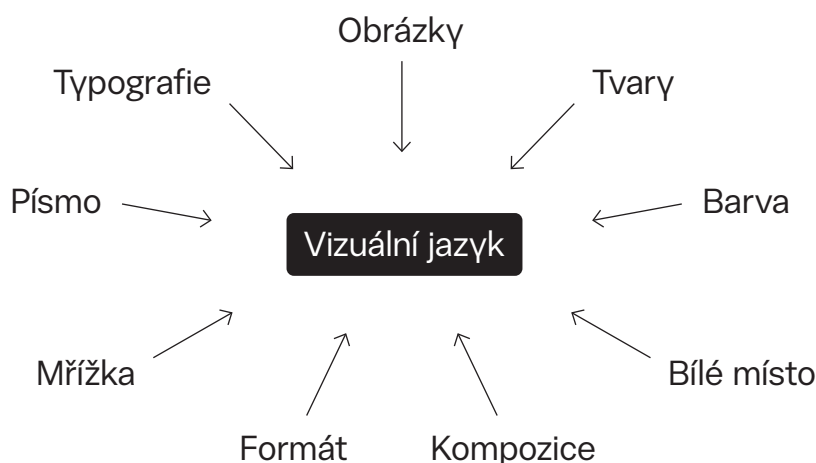 Obrázky
Typografie
Tvary
Písmo
Barva
Vizuální jazyk
Mřížka
Bílé místo
Formát
Kompozice